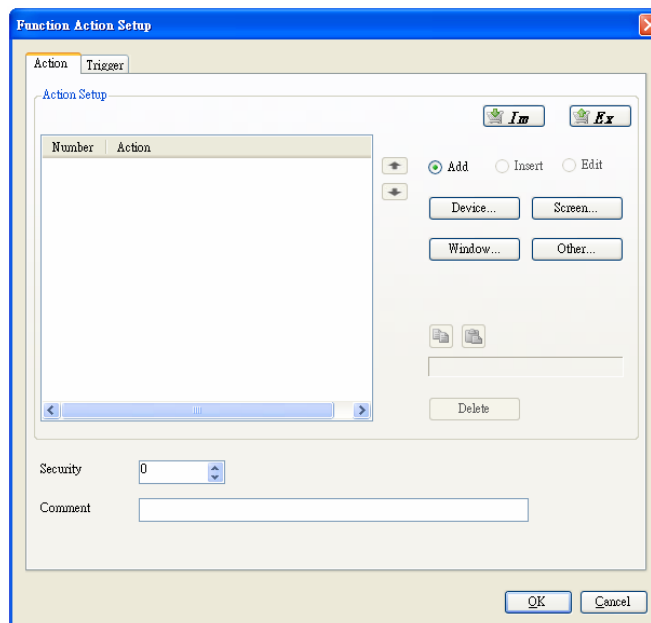 Function Action Setup
Action Trigger
Action Setup
Im Ex
Number Action
Add Insert Edit
Device... Screen...
Window... Other...
Delete
Security 0
Comment
OK Cancel